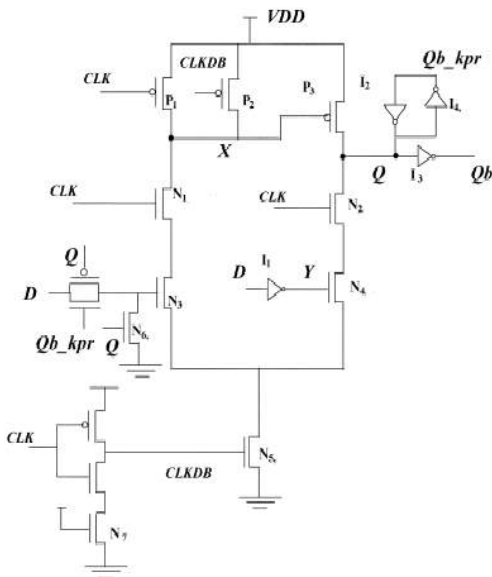 VDD
CLK
CLKDB
P1
P2
P3
I2
Qb_kpr
I4,
X
Q
I3
Qb
CLK
N1
CLK
N2
Q
D
N3
D
I1
Y
N4,
Qb_kpr
Q
N6,
CLK
CLKDB
N5,
N7